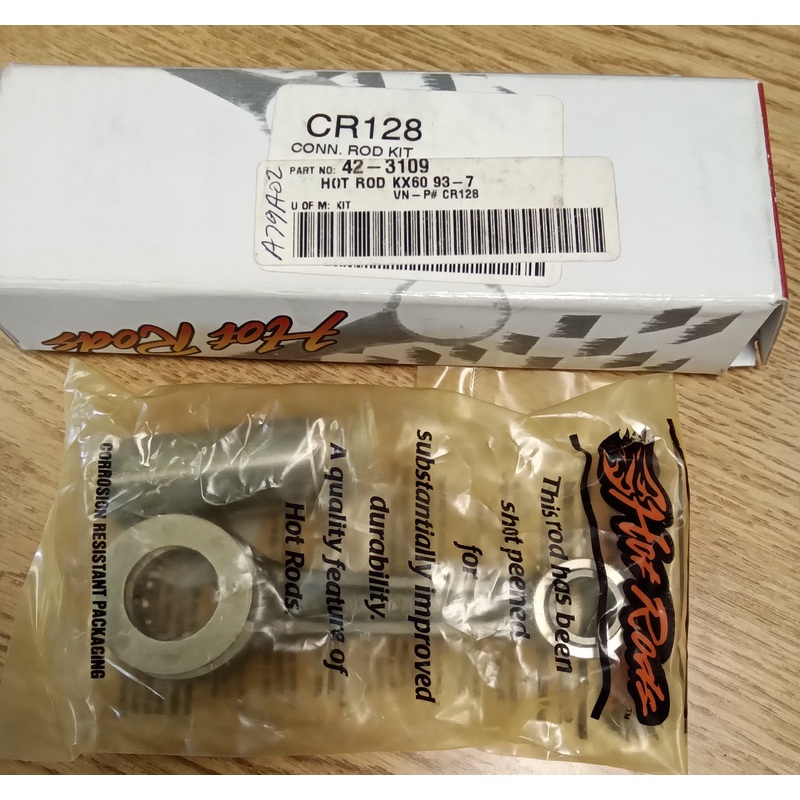 CR128
CONN. ROD KIT
PART NO: 42-3109
HOT ROD KX60 93-7
VN-P# CR128
U OF M: KIT
A79A02
Hot Rods
Hot Rods
TM
This rod has been
shot peened
for
substantially improved
durability.
A quality feature of
Hot Rods.
CORROSION RESISTANT PACKAGING